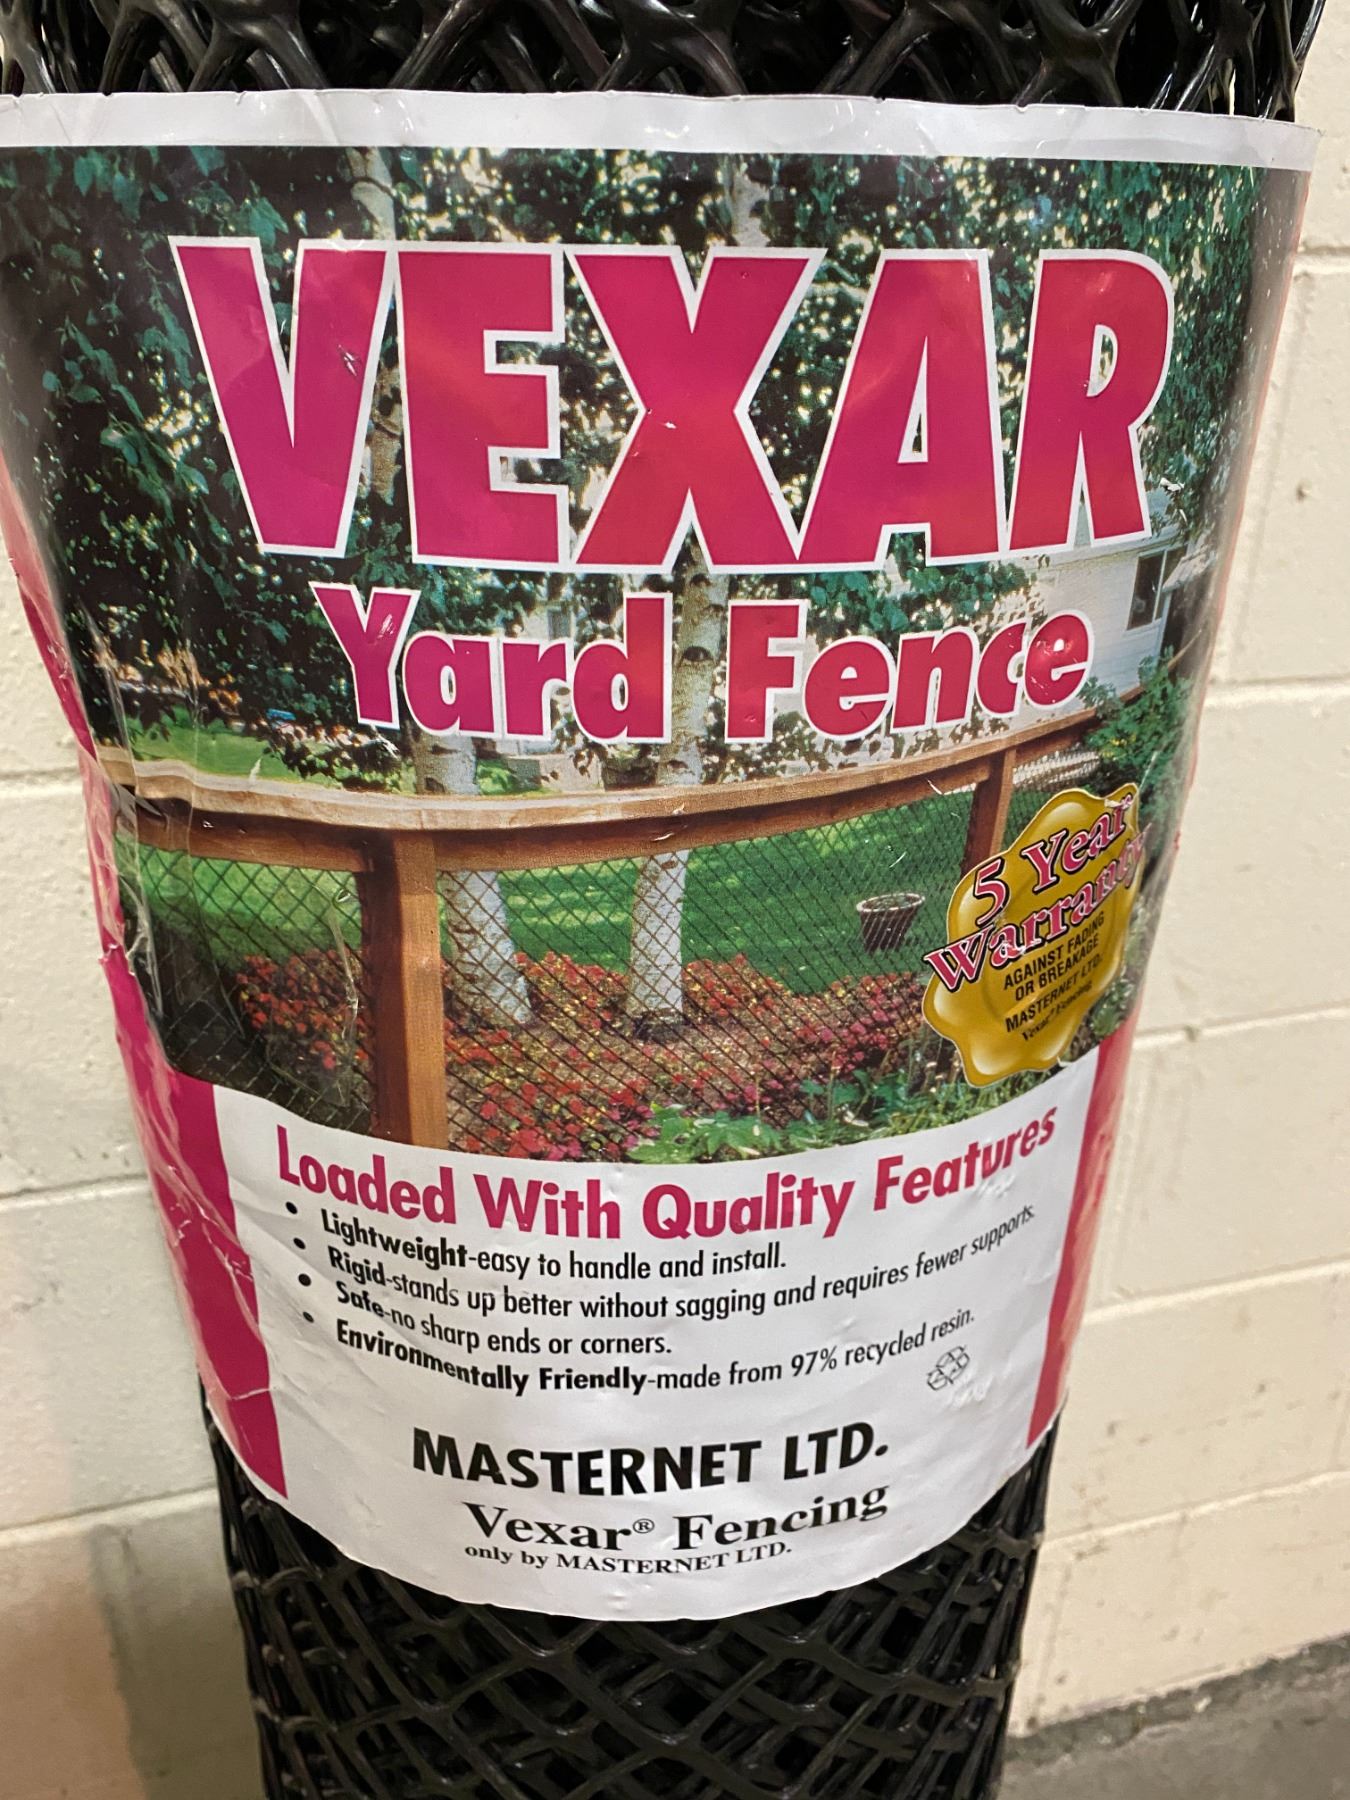 VEXAR
Yard Fence
5 Year
Warranty
AGAINST FADING
OR BREAKAGE
MASTERNET LTD.
Vexar® Fencing
Loaded With Quality Features
• Lightweight-easy to handle and install.
• Rigid-stands up better without sagging and requires fewer supports.
• Safe-no sharp ends or corners.
• Environmentally Friendly-made from 97% recycled resin.
MASTERNET LTD.
Vexar® Fencing
only by MASTERNET LTD.